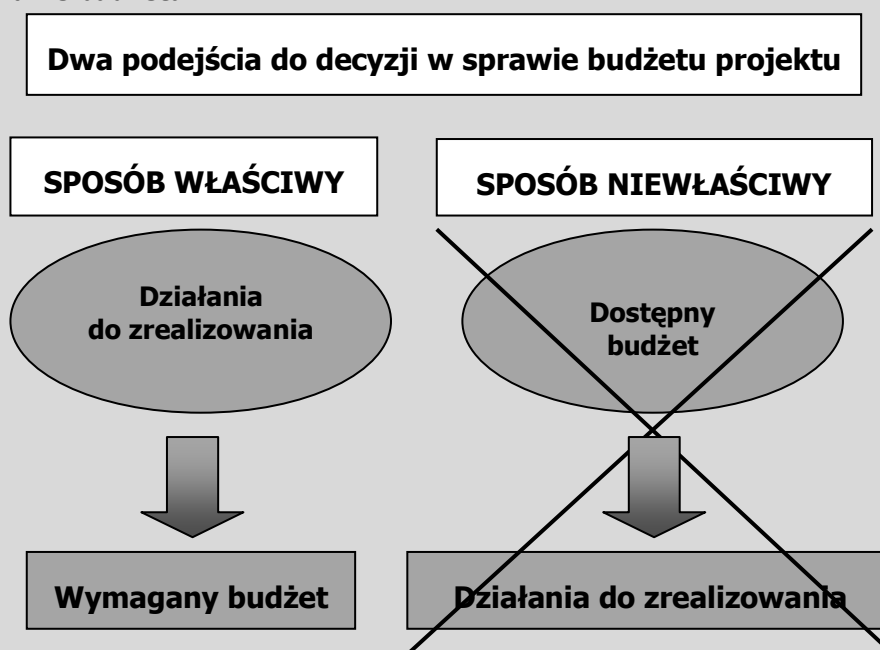 Dwa podejścia do decyzji w sprawie budżetu projektu
SPOSÓB WŁAŚCIWY
Działania
do zrealizowania
Wymagany budżet
SPOSÓB NIEWŁAŚCIWY
Dostępny
budżet
Działania do zrealizowania